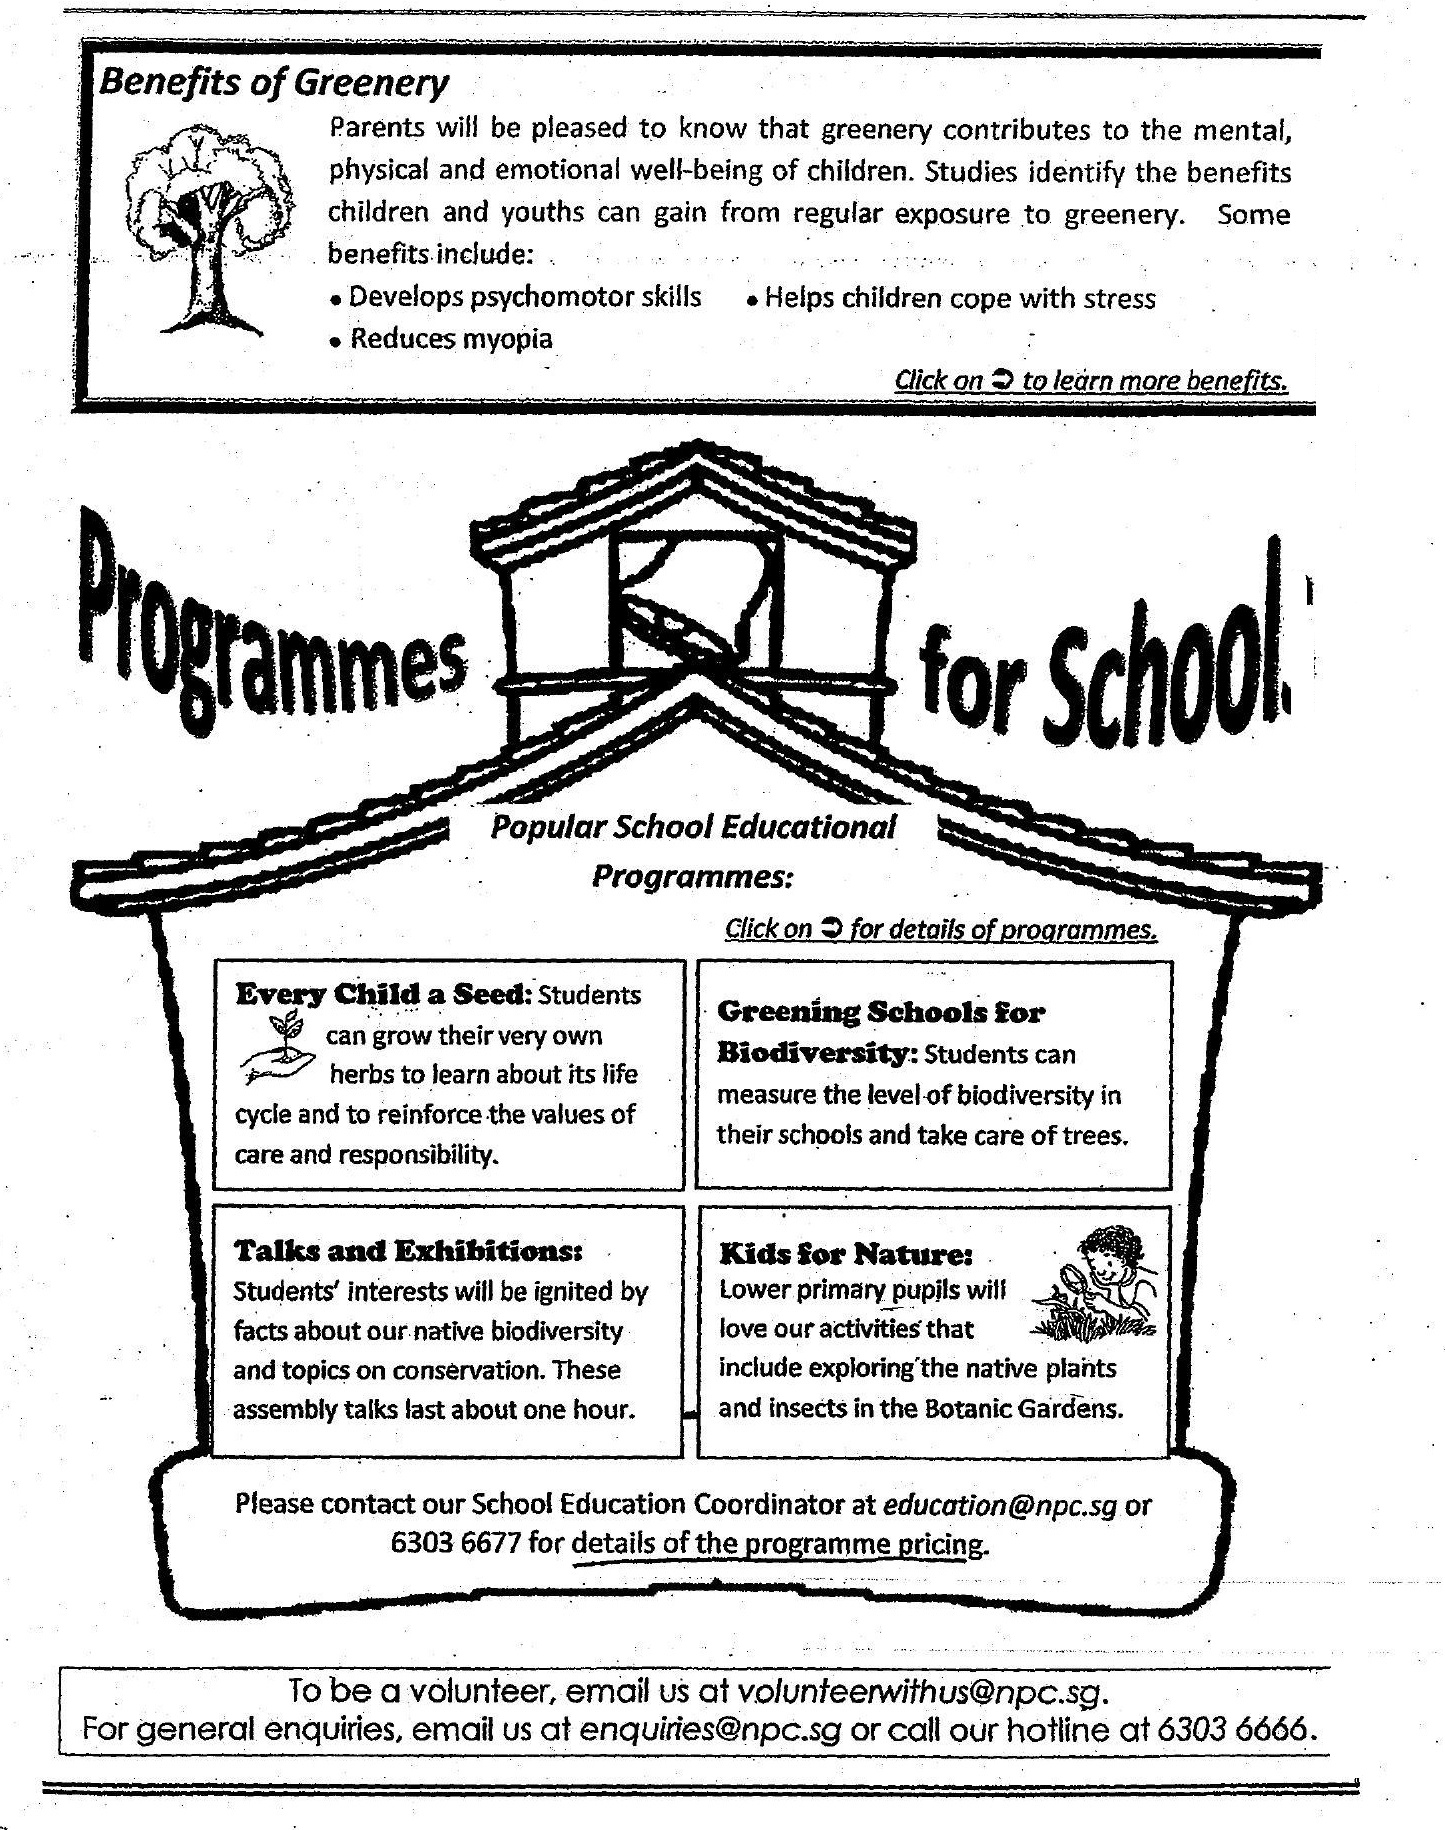 Benefits of Greenery
Parents will be pleased to know that greenery contributes to the mental,
physical and emotional well-being of children. Studies identify the benefits
children and youths can gain from regular exposure to greenery. Some
benefits include:
• Develops psychomotor skills • Helps children cope with stress
• Reduces myopia
Click on ➲ to learn more benefits.
Programmes for School
Popular School Educational
Programmes:
Click on ➲ for details of programmes.
Every Child a Seed: Students
can grow their very own
herbs to learn about its life
cycle and to reinforce the values of
care and responsibility.
Greening Schools for
Biodiversity: Students can
measure the level of biodiversity in
their schools and take care of trees.
Talks and Exhibitions:
Students' interests will be ignited by
facts about our native biodiversity
and topics on conservation. These
assembly talks last about one hour.
Kids for Nature:
Lower primary pupils will
love our activities that
include exploring the native plants
and insects in the Botanic Gardens.
Please contact our School Education Coordinator at education@npc.sg or
6303 6677 for details of the programme pricing.
To be a volunteer, email us at volunteerwithus@npc.sg.
For general enquiries, email us at enquiries@npc.sg or call our hotline at 6303 6666.